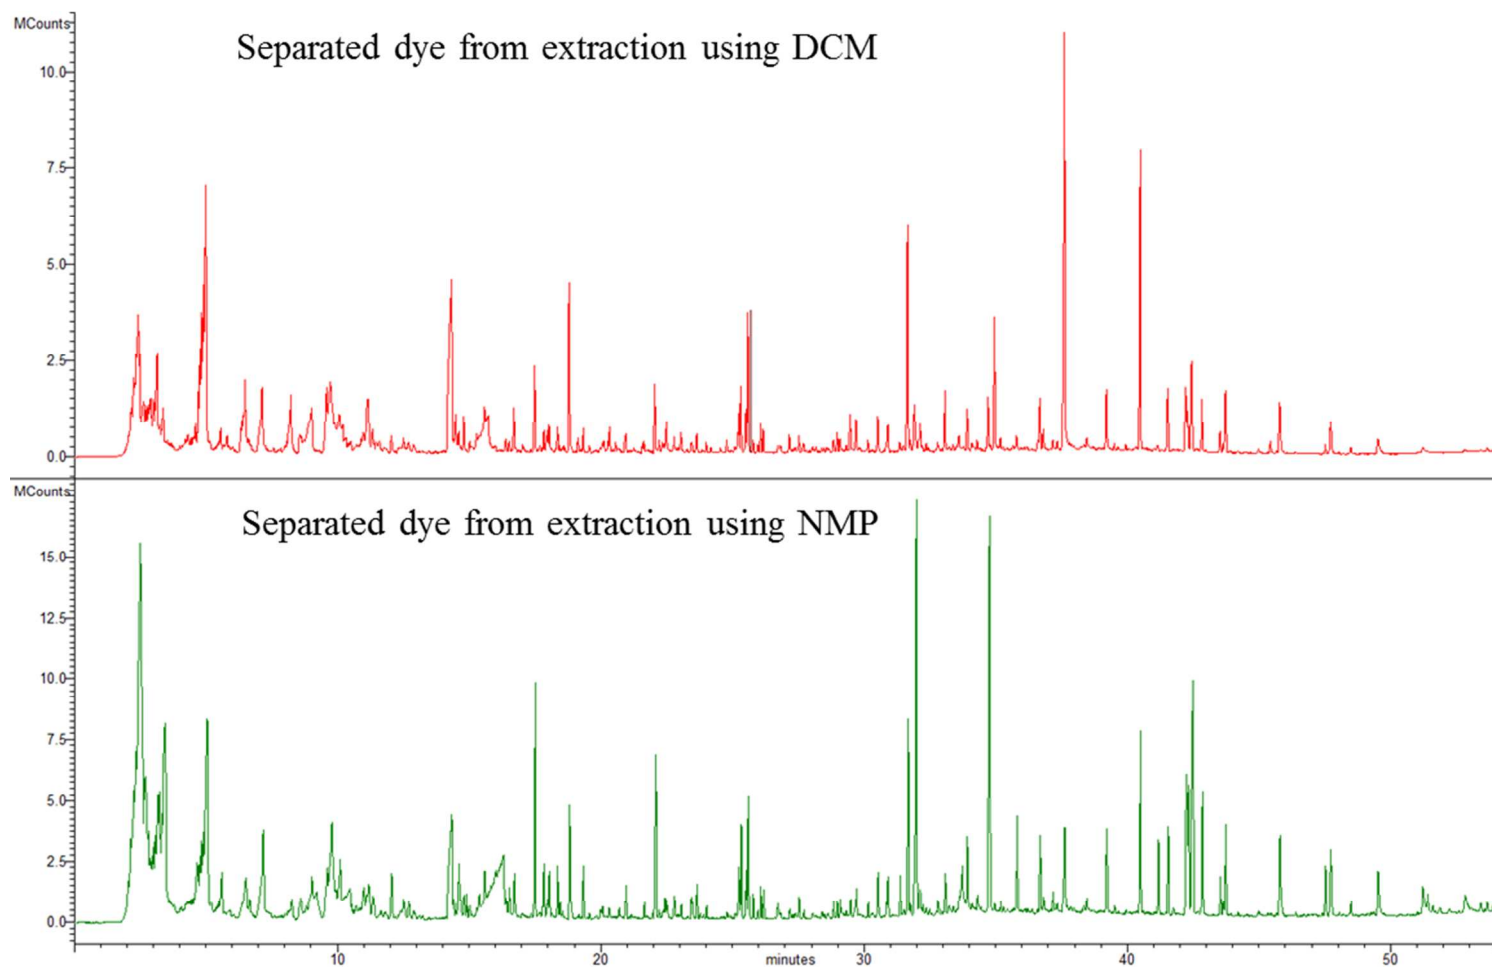 MCounts
Separated dye from extraction using DCM
10.0
7.5
5.0
2.5
0.0
MCounts
Separated dye from extraction using NMP
15.0
12.5
10.0
7.5
5.0
2.5
0.0
10 20 minutes 30 40 50